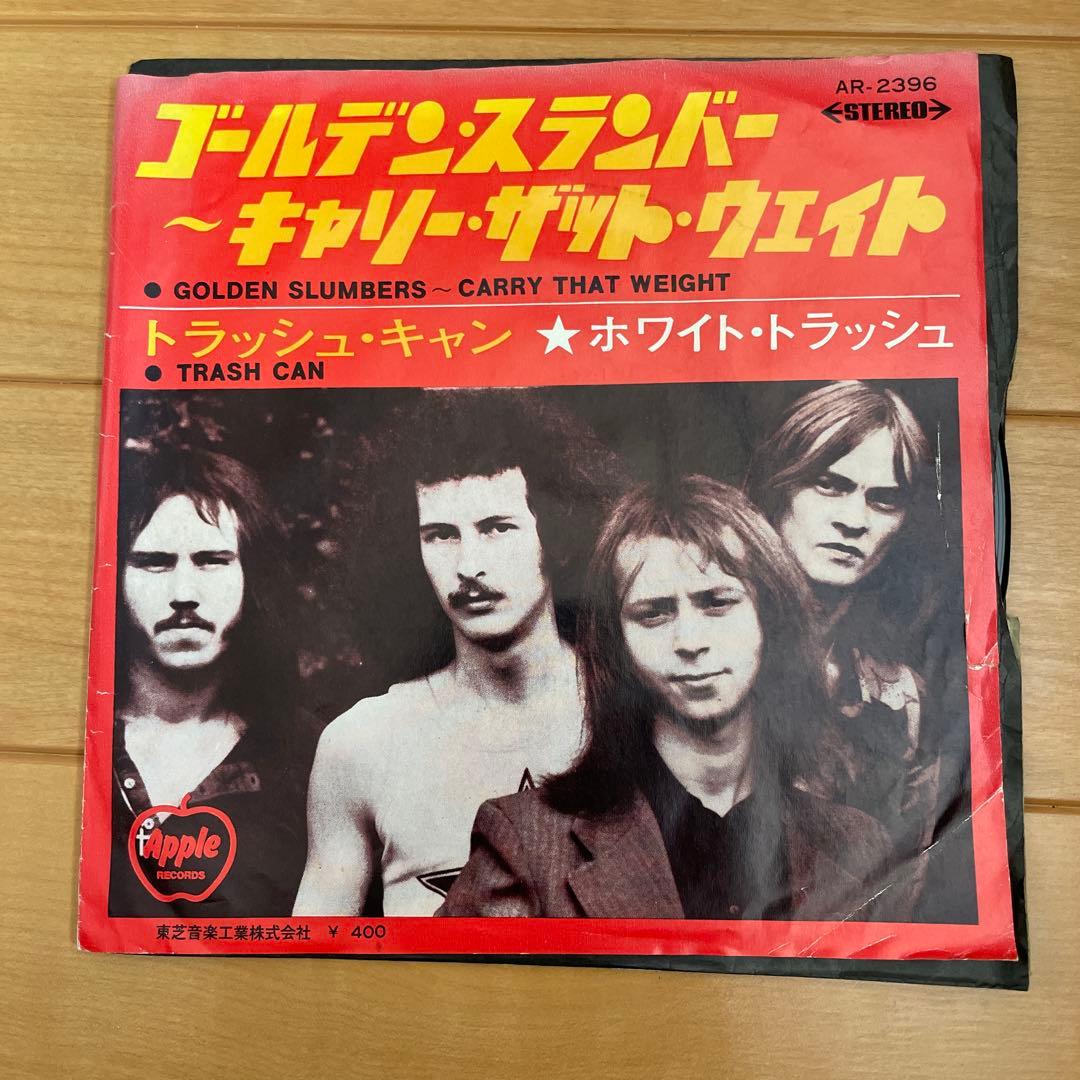 AR-2396
STEREO
ゴールデン・スランバー
～キャリー・ザット・ウェイト
● GOLDEN SLUMBERS～CARRY THAT WEIGHT
トラッシュ・キャン ★ホワイト・トラッシュ
● TRASH CAN
Apple
RECORDS
東芝音楽工業株式会社 ¥ 400